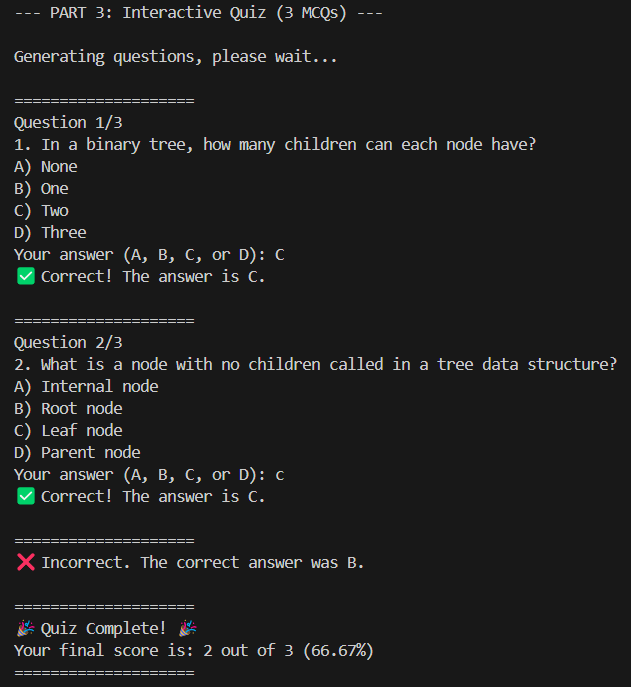 --- PART 3: Interactive Quiz (3 MCQs) ---
Generating questions, please wait...
====================
Question 1/3
1. In a binary tree, how many children can each node have?
A) None
B) One
C) Two
D) Three
Your answer (A, B, C, or D): C
✅ Correct! The answer is C.
====================
Question 2/3
2. What is a node with no children called in a tree data structure?
A) Internal node
B) Root node
C) Leaf node
D) Parent node
Your answer (A, B, C, or D): c
✅ Correct! The answer is C.
====================
❌ Incorrect. The correct answer was B.
====================
🎉 Quiz Complete! 🎉
Your final score is: 2 out of 3 (66.67%)
====================